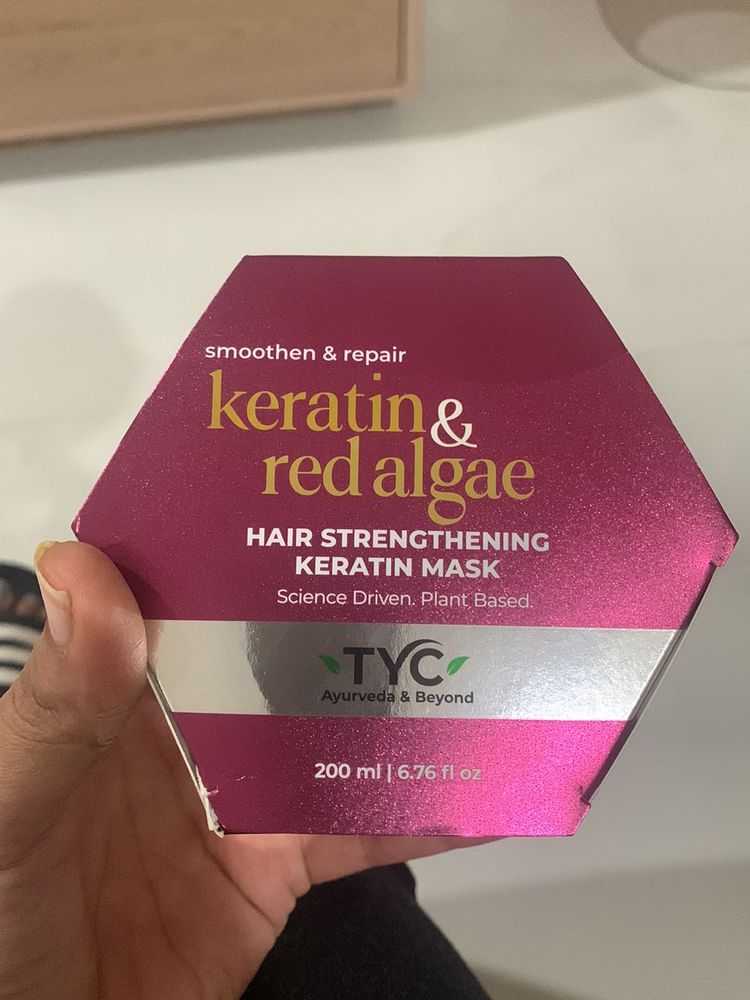 smoothen & repair
keratin &
red algae
HAIR STRENGTHENING
KERATIN MASK
Science Driven. Plant Based.
TYC
Ayurveda & Beyond
200 ml | 6.76 fl oz